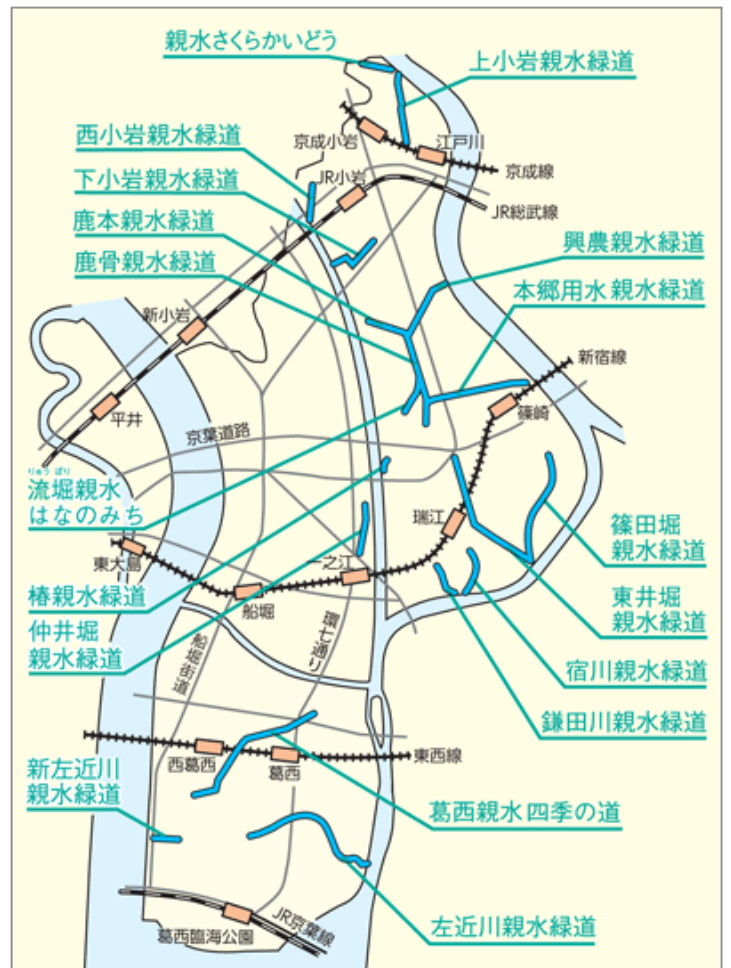 親水さくらかいどう
上小岩親水緑道
西小岩親水緑道
京成小岩
江戸川
京成線
下小岩親水緑道
JR小岩
JR総武線
鹿本親水緑道
興農親水緑道
鹿骨親水緑道
本郷用水親水緑道
新小岩
新宿線
平井
篠崎
京葉道路
りゅう ぼり
流堀親水
はなのみち
瑞江
篠田堀
親水緑道
東大島
一之江
椿親水緑道
船堀
東井堀
親水緑道
仲井堀
親水緑道
船堀街道
環七通り
宿川親水緑道
鎌田川親水緑道
西葛西
葛西
東西線
新左近川
親水緑道
葛西親水四季の道
左近川親水緑道
葛西臨海公園
JR京葉線